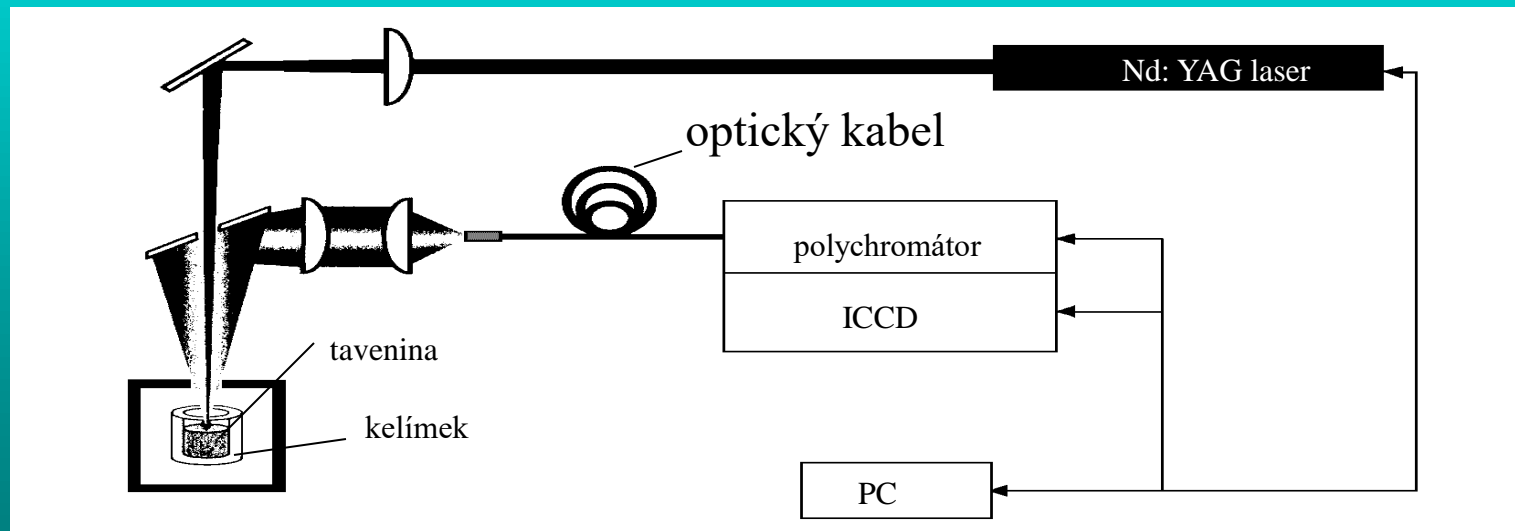 Nd: YAG laser
optický kabel
polychromátor
ICCD
tavenina
kelímek
PC